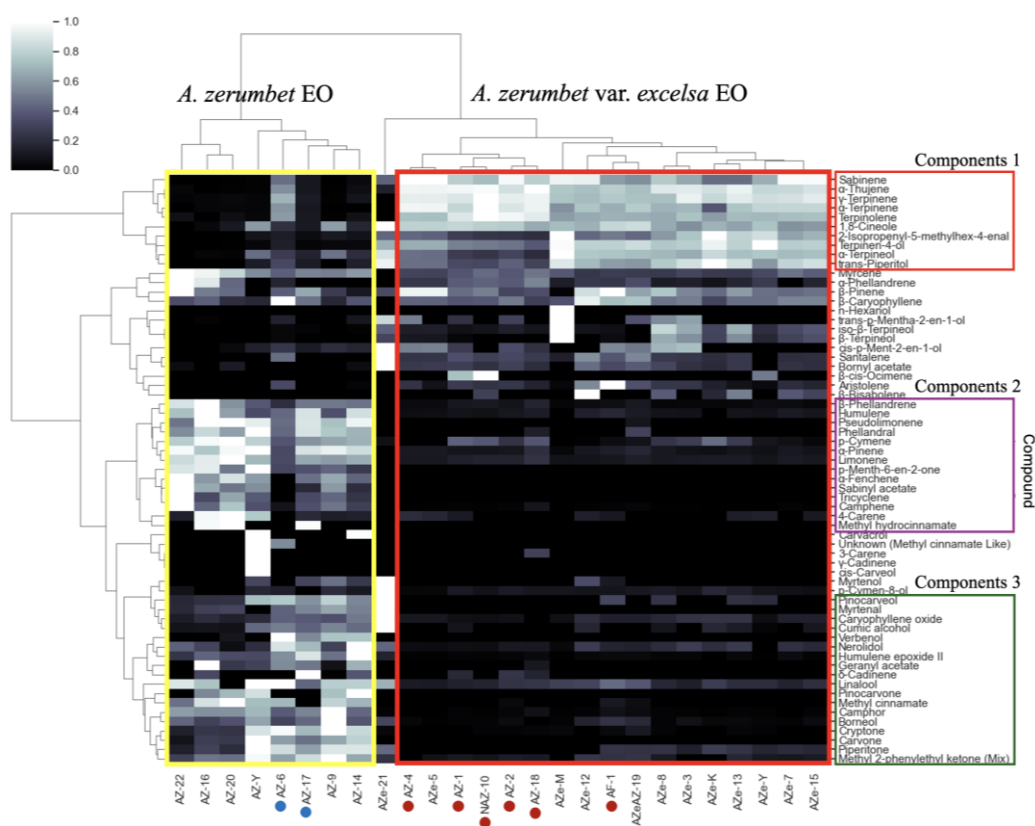 1.0
0.8
0.6
0.4
0.2
0.0
A. zerumbet EO
A. zerumbet var. excelsa EO
Components 1
Sabinene
α-Thujene
γ-Terpinene
α-Terpinene
Terpinolene
1,8-Cineole
2-Isopropenyl-5-methylhex-4-enal
Terpinen-4-ol
α-Terpineol
trans-Piperitol
Myrcene
α-Phellandrene
β-Pinene
β-Caryophyllene
n-Hexanol
trans-p-Mentha-2-en-1-ol
iso-β-Terpineol
β-Terpineol
cis-p-Ment-2-en-1-ol
Santalene
Bornyl acetate
β-cis-Ocimene
Aristolene
β-Bisabolene
Components 2
β-Phellandrene
Humulene
Pseudolimonene
Phellandral
p-Cymene
α-Pinene
Limonene
p-Menth-6-en-2-one
α-Fenchene
Sabinyl acetate
Tricyclene
Camphene
4-Carene
Methyl hydrocinnamate
Compound
Carvacrol
Unknown (Methyl cinnamate Like)
3-Carene
γ-Cadinene
cis-Carveol
Myrtenol
p-Cymen-8-ol
Components 3
Pinocarveol
Myrtenal
Caryophyllene oxide
Cumic alcohol
Verbenol
Nerolidol
Humulene epoxide II
Geranyl acetate
δ-Cadinene
Linalool
Pinocarvone
Methyl cinnamate
Camphor
Borneol
Cryptone
Carvone
Piperitone
Methyl 2-phenylethyl ketone (Mix)
AZ-22
AZ-16
AZ-20
AZ-Y
AZ-6
AZ-17
AZ-9
AZ-14
AZe-21
AZ-4
AZe-5
AZ-1
NAZ-10
AZ-2
AZ-18
AZe-M
AZe-12
AF-1
AZeAZ-19
AZe-8
AZe-3
AZe-K
AZe-13
AZe-Y
AZe-7
AZe-15